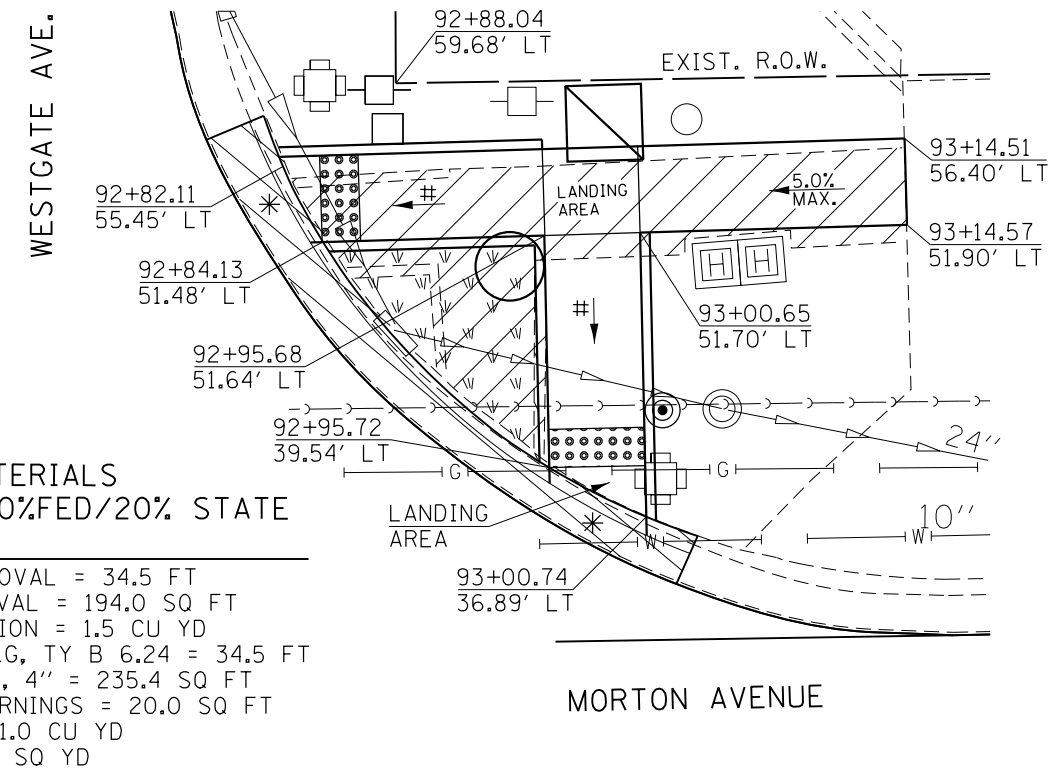 WESTGATE AVE.
92+88.04
59.68' LT
EXIST. R.O.W.
93+14.51
56.40' LT
92+82.11
55.45' LT
#
LANDING
AREA
5.0%
MAX.
93+14.57
51.90' LT
92+84.13
51.48' LT
H H
#
93+00.65
51.70' LT
92+95.68
51.64' LT
92+95.72
39.54' LT
24''
G G
LANDING
AREA
10''
W W
93+00.74
36.89' LT
MORTON AVENUE
TERIALS
0%FED/20% STATE
OVAL = 34.5 FT
VAL = 194.0 SQ FT
ION = 1.5 CU YD
G, TY B 6.24 = 34.5 FT
, 4'' = 235.4 SQ FT
RNINGS = 20.0 SQ FT
1.0 CU YD
SQ YD